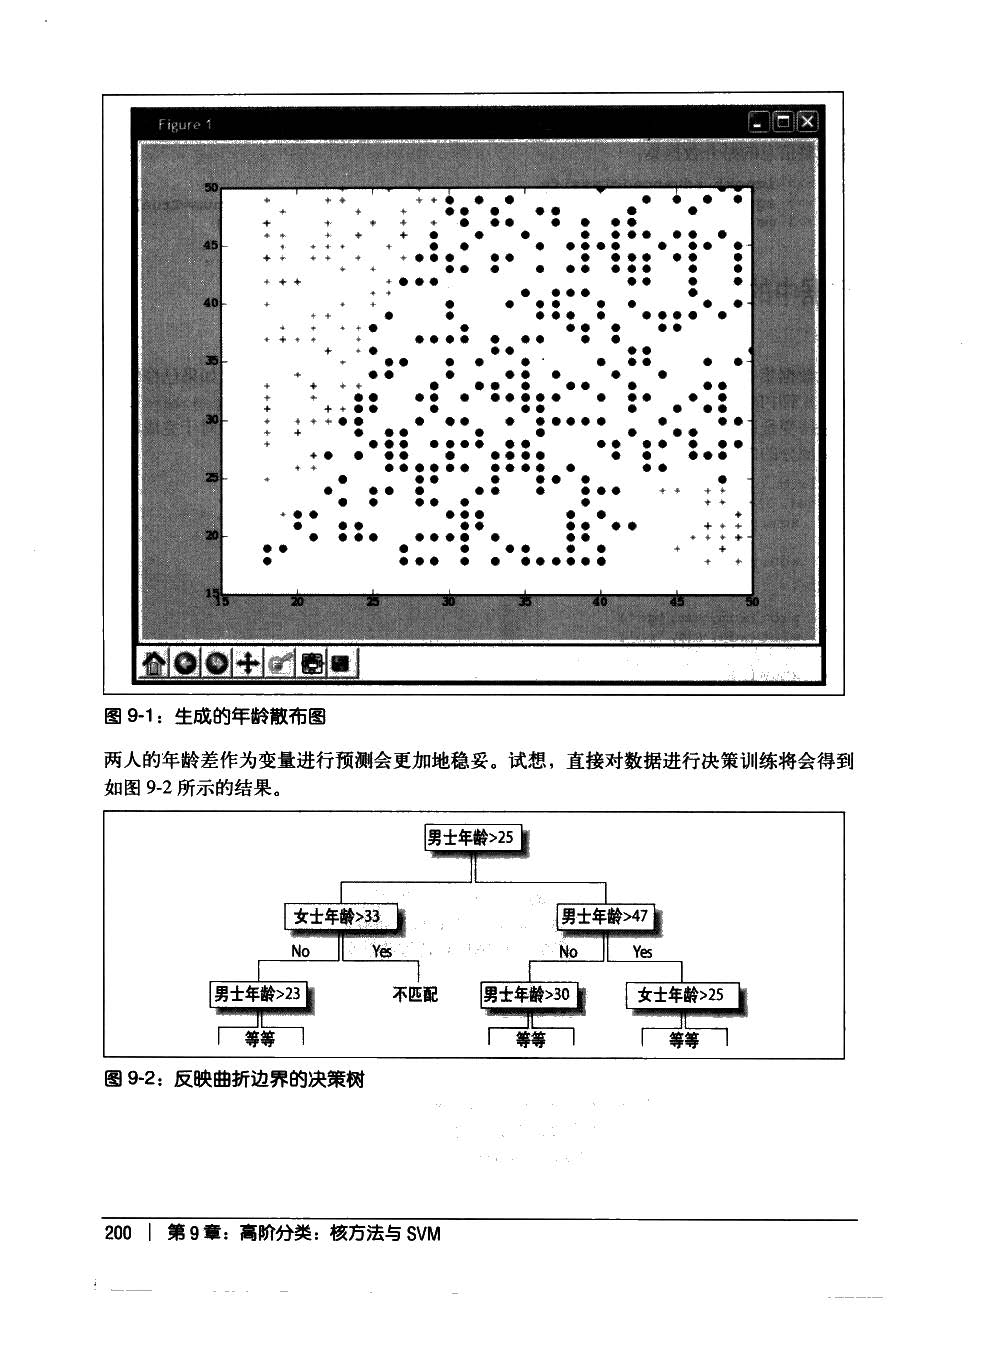 Figure 1
50
45
40
35
30
25
20
15
15 20 25 30 35 40 45 50
图 9-1：生成的年龄散布图
两人的年龄差作为变量进行预测会更加地稳妥。试想，直接对数据进行决策训练将会得到
如图 9-2 所示的结果。
男士年龄>25
女士年龄>33 男士年龄>47
No Yes No Yes
男士年龄>23 不匹配 男士年龄>30 女士年龄>25
等等 等等 等等
图 9-2：反映曲折边界的决策树
200 | 第 9 章：高阶分类：核方法与 SVM